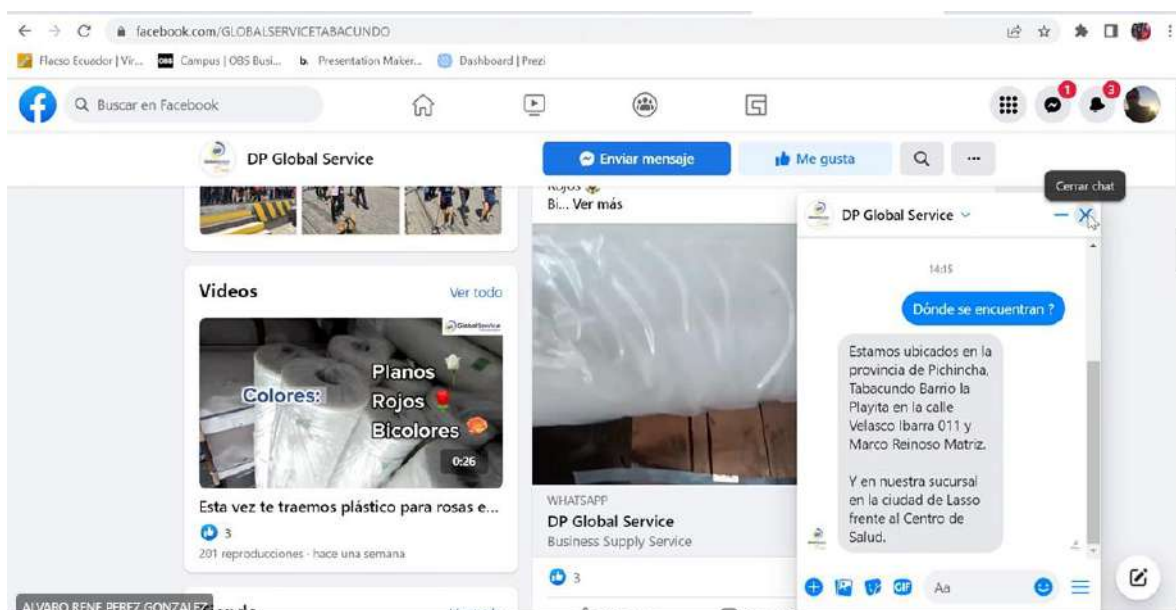 facebook.com/GLOBALSERVICETABACUNDO
Flacso Ecuador | Vir...
Campus | OBS Busi...
b. Presentation Maker...
Dashboard | Prezi
Buscar en Facebook
1
3
DP Global Service
Enviar mensaje
Me gusta
Cerrar chat
Rojos
Bi... Ver más
Videos
Ver todo
GlobalService
Colores:
Planos
Rojos
Bicolores
0:26
Esta vez te traemos plástico para rosas e...
3
201 reproducciones · hace una semana
WHATSAPP
DP Global Service
Business Supply Service
3
DP Global Service
14:15
Dónde se encuentran ?
Estamos ubicados en la
provincia de Pichincha,
Tabacundo Barrio la
Playita en la calle
Velasco Ibarra 011 y
Marco Reinoso Matriz.
Y en nuestra sucursal
en la ciudad de Lasso
frente al Centro de
Salud.
GIF
Aa
ALVARO RENE PEREZ GONZALEZ